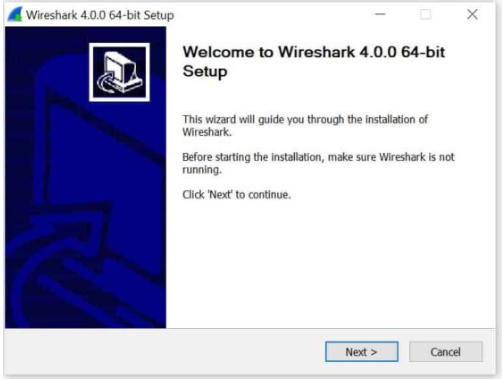 Wireshark 4.0.0 64-bit Setup
Welcome to Wireshark 4.0.0 64-bit
Setup
This wizard will guide you through the installation of
Wireshark.
Before starting the installation, make sure Wireshark is not
running.
Click 'Next' to continue.
Next >
Cancel